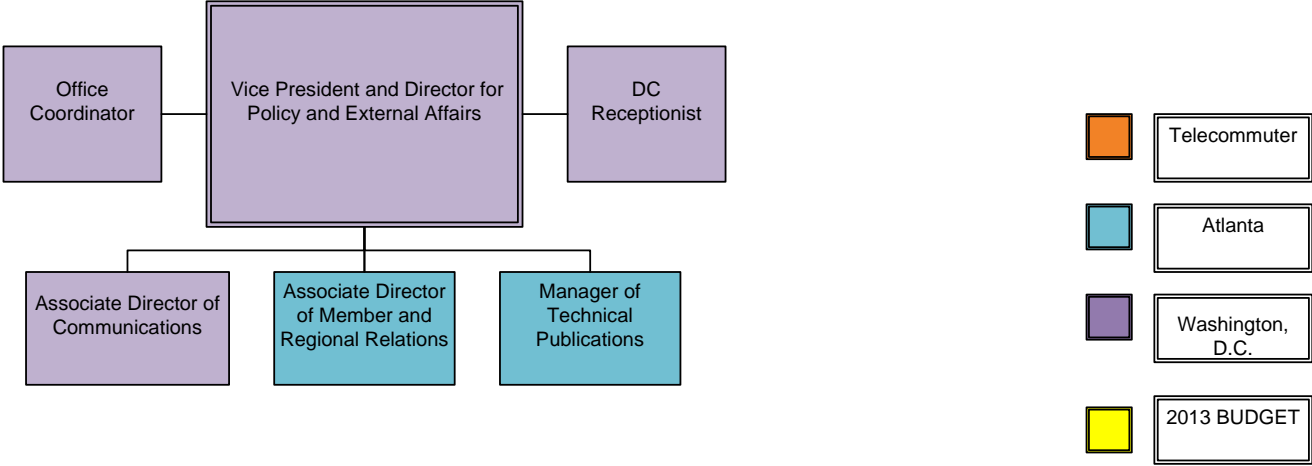 Office
Coordinator
Vice President and Director for
Policy and External Affairs
DC
Receptionist
Associate Director of
Communications
Associate Director
of Member and
Regional Relations
Manager of
Technical
Publications
Telecommuter
Atlanta
Washington,
D.C.
2013 BUDGET